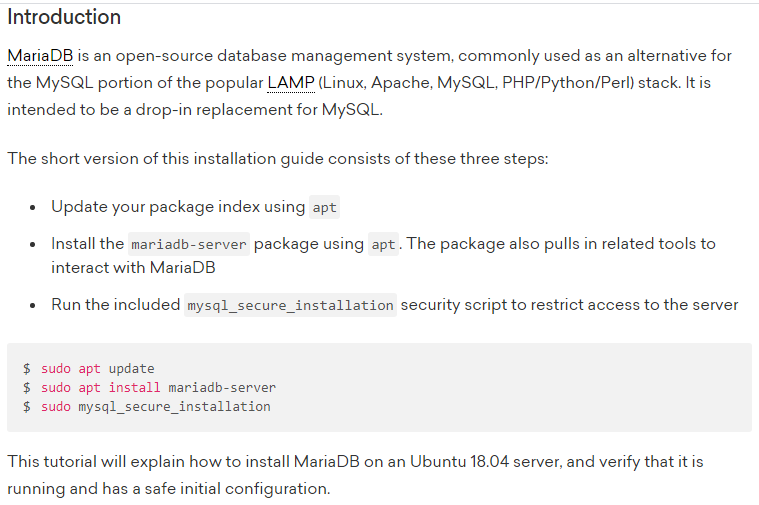 Introduction
MariaDB is an open-source database management system, commonly used as an alternative for
the MySQL portion of the popular LAMP (Linux, Apache, MySQL, PHP/Python/Perl) stack. It is
intended to be a drop-in replacement for MySQL.
The short version of this installation guide consists of these three steps:
• Update your package index using apt
• Install the mariadb-server package using apt. The package also pulls in related tools to
interact with MariaDB
• Run the included mysql_secure_installation security script to restrict access to the server
$ sudo apt update
$ sudo apt install mariadb-server
$ sudo mysql_secure_installation
This tutorial will explain how to install MariaDB on an Ubuntu 18.04 server, and verify that it is
running and has a safe initial configuration.